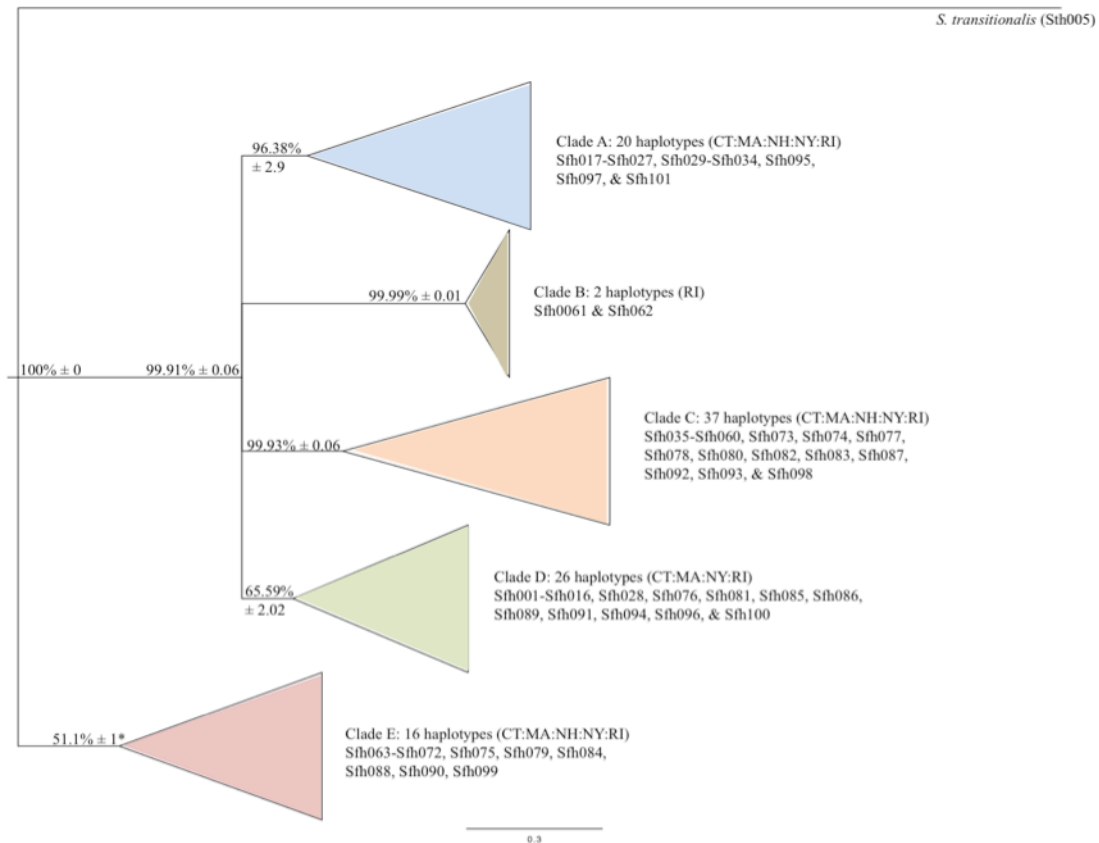 S. transitionalis (Sth005)
96.38%
± 2.9
Clade A: 20 haplotypes (CT:MA:NH:NY:RI)
Sfh017-Sfh027, Sfh029-Sfh034, Sfh095,
Sfh097, & Sfh101
99.99% ± 0.01
Clade B: 2 haplotypes (RI)
Sfh0061 & Sfh062
100% ± 0
99.91% ± 0.06
99.93% ± 0.06
Clade C: 37 haplotypes (CT:MA:NH:NY:RI)
Sfh035-Sfh060, Sfh073, Sfh074, Sfh077,
Sfh078, Sfh080, Sfh082, Sfh083, Sfh087,
Sfh092, Sfh093, & Sfh098
65.59%
± 2.02
Clade D: 26 haplotypes (CT:MA:NY:RI)
Sfh001-Sfh016, Sfh028, Sfh076, Sfh081, Sfh085, Sfh086,
Sfh089, Sfh091, Sfh094, Sfh096, & Sfh100
51.1% ± 1*
Clade E: 16 haplotypes (CT:MA:NH:NY:RI)
Sfh063-Sfh072, Sfh075, Sfh079, Sfh084,
Sfh088, Sfh090, Sfh099
0.3